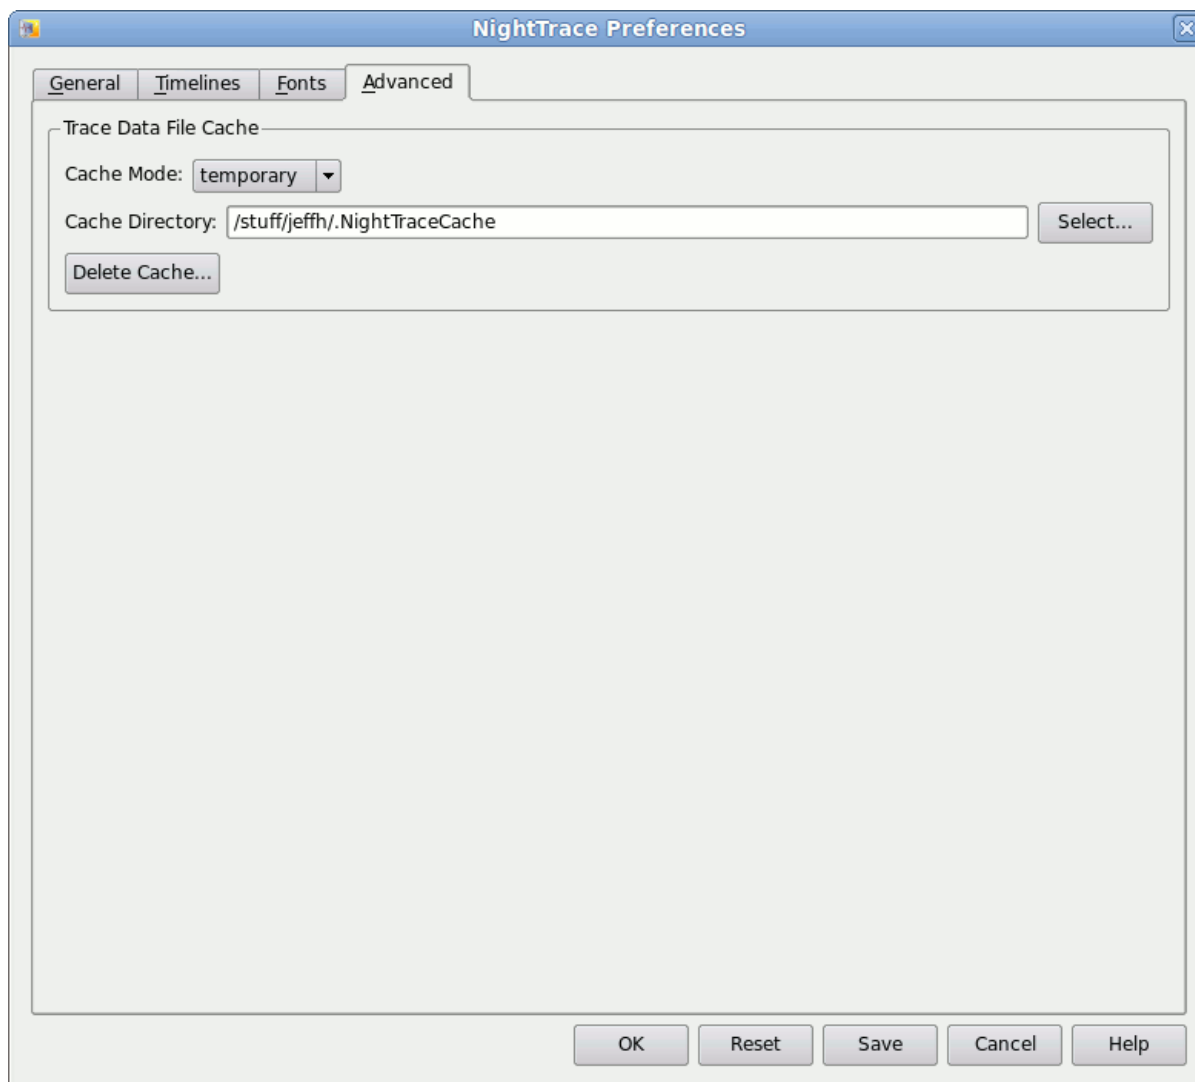 NightTrace Preferences
General Timelines Fonts Advanced
Trace Data File Cache
Cache Mode: temporary
Cache Directory: /stuff/jeffh/.NightTraceCache Select...
Delete Cache...
OK Reset Save Cancel Help